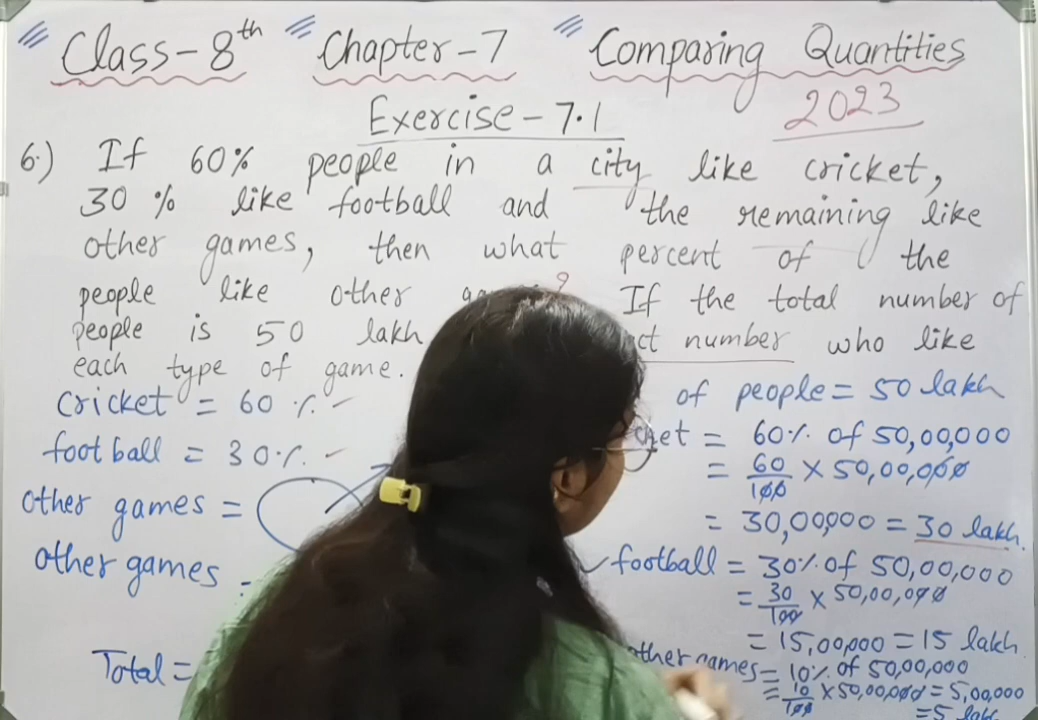 Class-8th Chapter-7 Comparing Quantities
2023
Exercise-7.1
6.) If 60% people in a city like cricket,
30% like football and the remaining like
other games, then what percent of the
people like other If the total number of
people is 50 lakh number who like
each type of game.
of people = 50 lakh
Cricket = 60%
= 60% of 50,00,000
football = 30%
= 60/100 × 50,00,000
other games =
= 30,00,000 = 30 lakh.
other games
football = 30% of 50,00,000
= 30/100 × 50,00,000
= 15,00,000 = 15 lakh
Total =
other games = 10% of 50,00,000
= 10/100 × 50,00,000 = 5,00,000
= 5 lakh